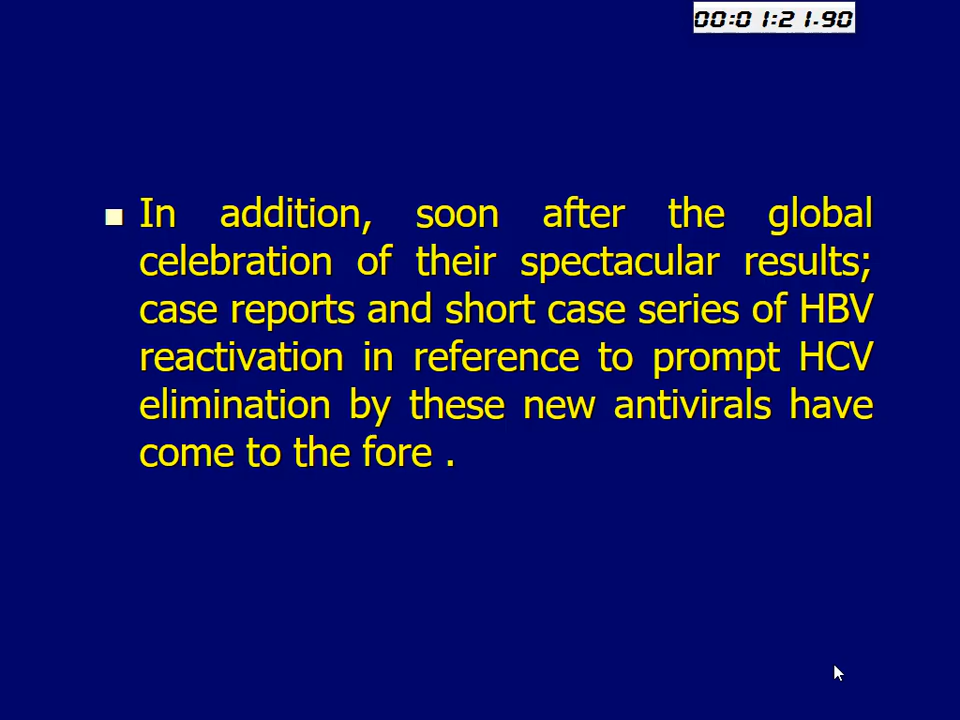 00:01:21.90
In addition, soon after the global
celebration of their spectacular results;
case reports and short case series of HBV
reactivation in reference to prompt HCV
elimination by these new antivirals have
come to the fore .